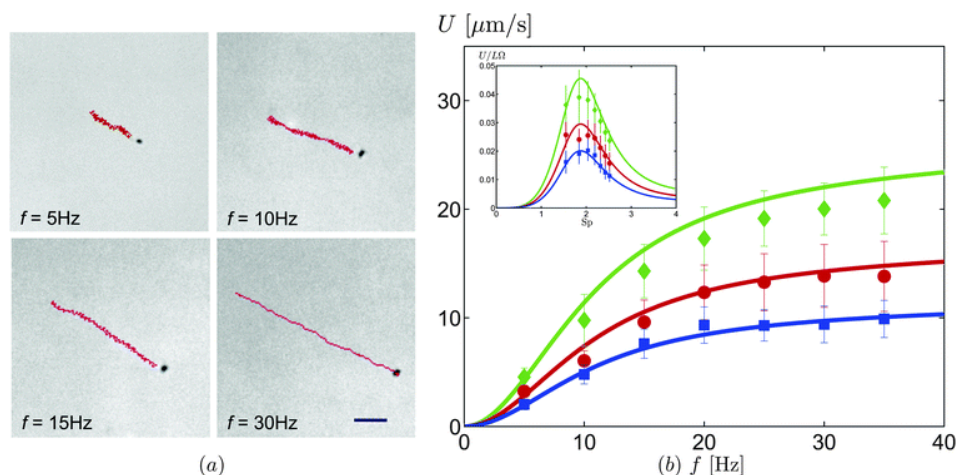 f = 5Hz
f = 10Hz
f = 15Hz
f = 30Hz
(a)
U [μm/s]
30
20
10
0
0 10 20 30 40
(b) f [Hz]
U/LΩ
0.05
0.04
0.03
0.02
0.01
0
0 1 2 3 4
Sp